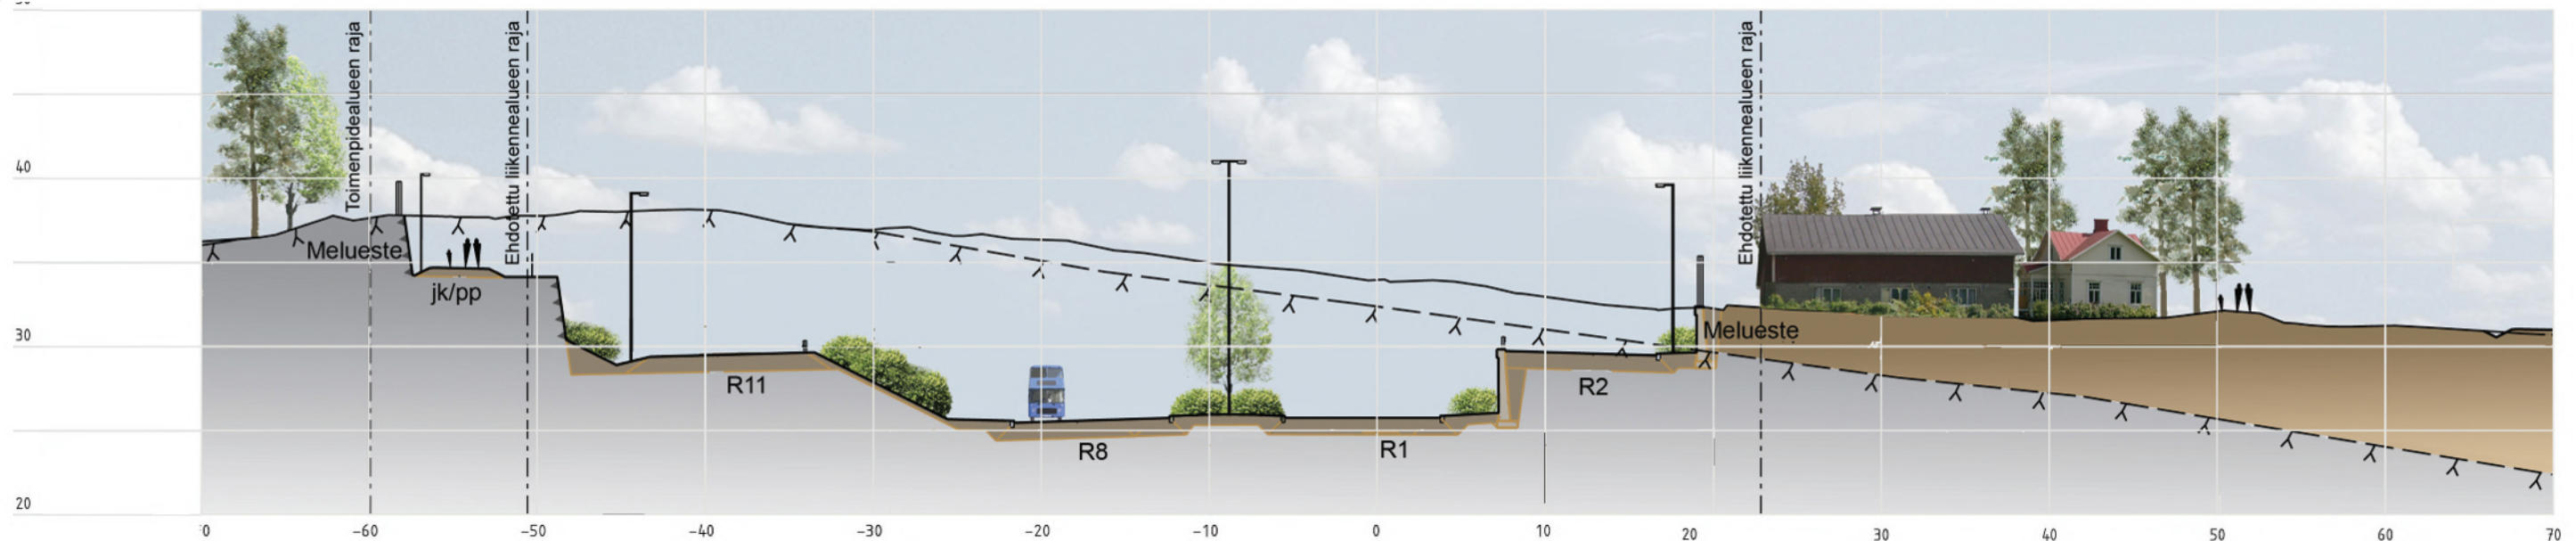 Toimenpidealueen raja
Ehdotettu liikennealueen raja
Ehdotettu liikennealueen raja
40
Melueste
jk/pp
30
Melueste
R11
R2
R8
R1
20
0 -60 -50 -40 -30 -20 -10 0 10 20 30 40 50 60 70